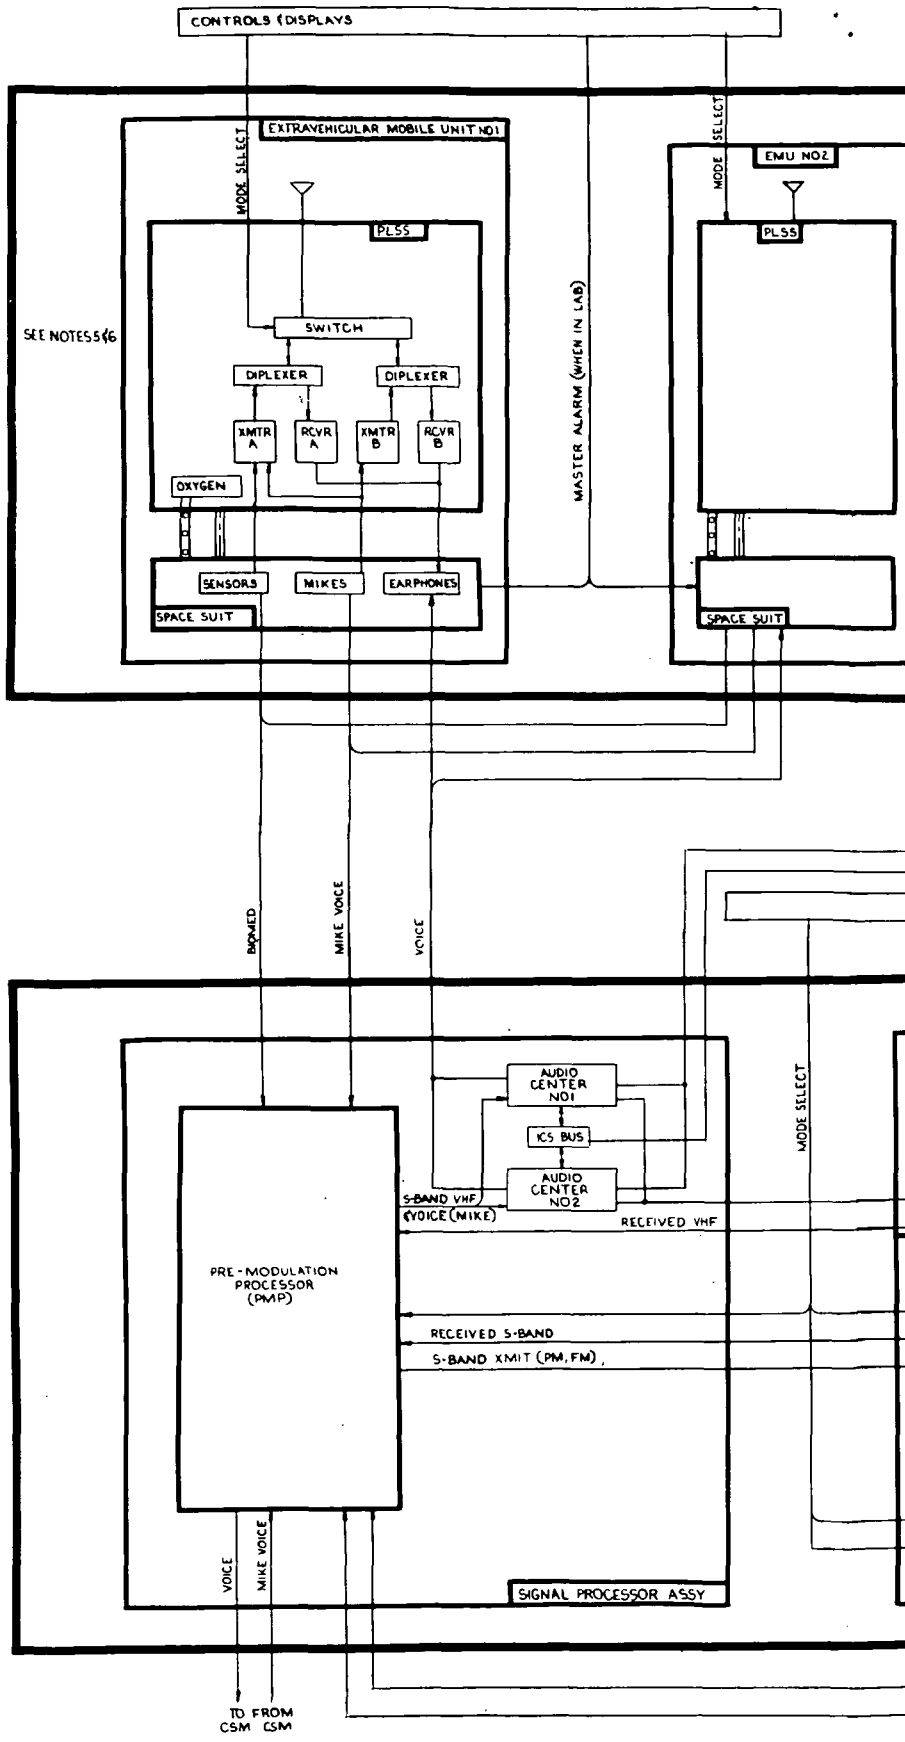 CONTROLS & DISPLAYS
MODE SELECT
EXTRAVEHICULAR MOBILE UNIT NO1
MODE SELECT
EMU NO2
PLSS
PLSS
SEE NOTES 5&6
SWITCH
MASTER ALARM (WHEN IN LAB)
DIPLEXER
DIPLEXER
XMTR
A
RCVR
A
XMTR
B
RCVR
B
OXYGEN
SENSORS
MIKES
EARPHONES
SPACE SUIT
SPACE SUIT
BIOMED
MIKE VOICE
VOICE
AUDIO
CENTER
NO1
MODE SELECT
ICS BUS
AUDIO
CENTER
NO2
S-BAND VHF
&VOICE (MIKE)
RECEIVED VHF
PRE-MODULATION
PROCESSOR
(PMP)
RECEIVED S-BAND
S-BAND XMIT (PM, FM)
VOICE
MIKE VOICE
SIGNAL PROCESSOR ASSY
TO FROM
CSM CSM